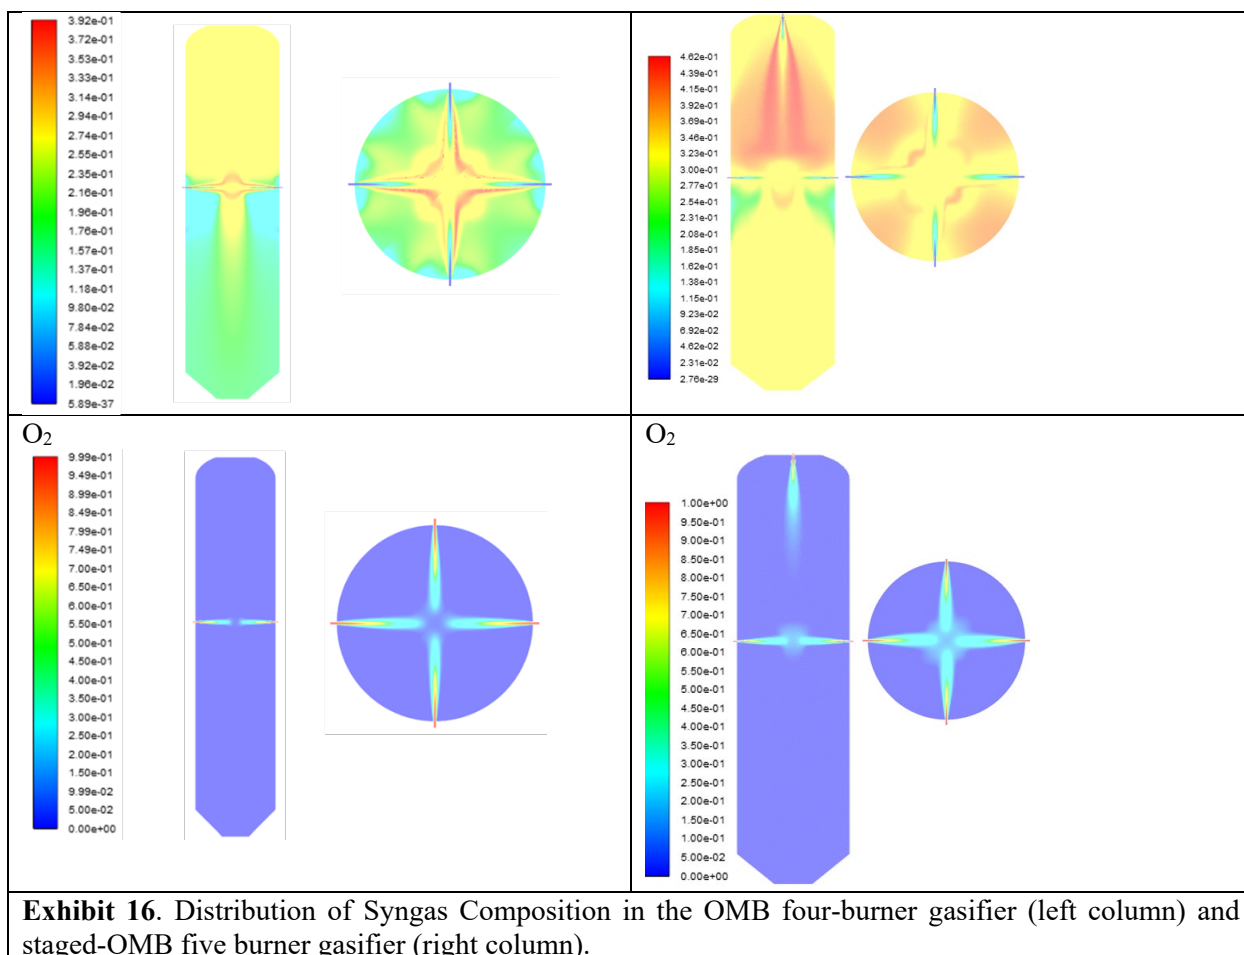 3.92e-01
3.72e-01
3.53e-01
3.33e-01
3.14e-01
2.94e-01
2.74e-01
2.55e-01
2.35e-01
2.16e-01
1.96e-01
1.76e-01
1.57e-01
1.37e-01
1.18e-01
9.80e-02
7.84e-02
5.88e-02
3.92e-02
1.96e-02
5.89e-37
4.62e-01
4.39e-01
4.15e-01
3.92e-01
3.69e-01
3.46e-01
3.23e-01
3.00e-01
2.77e-01
2.54e-01
2.31e-01
2.08e-01
1.85e-01
1.62e-01
1.38e-01
1.15e-01
9.23e-02
6.92e-02
4.62e-02
2.31e-02
2.76e-29
O2
9.99e-01
9.49e-01
8.99e-01
8.49e-01
7.99e-01
7.49e-01
7.00e-01
6.50e-01
6.00e-01
5.50e-01
5.00e-01
4.50e-01
4.00e-01
3.50e-01
3.00e-01
2.50e-01
2.00e-01
1.50e-01
9.99e-02
5.00e-02
0.00e+00
O2
1.00e+00
9.50e-01
9.00e-01
8.50e-01
8.00e-01
7.50e-01
7.00e-01
6.50e-01
6.00e-01
5.50e-01
5.00e-01
4.50e-01
4.00e-01
3.50e-01
3.00e-01
2.50e-01
2.00e-01
1.50e-01
1.00e-01
5.00e-02
0.00e+00
Exhibit 16. Distribution of Syngas Composition in the OMB four-burner gasifier (left column) and
staged-OMB five burner gasifier (right column).